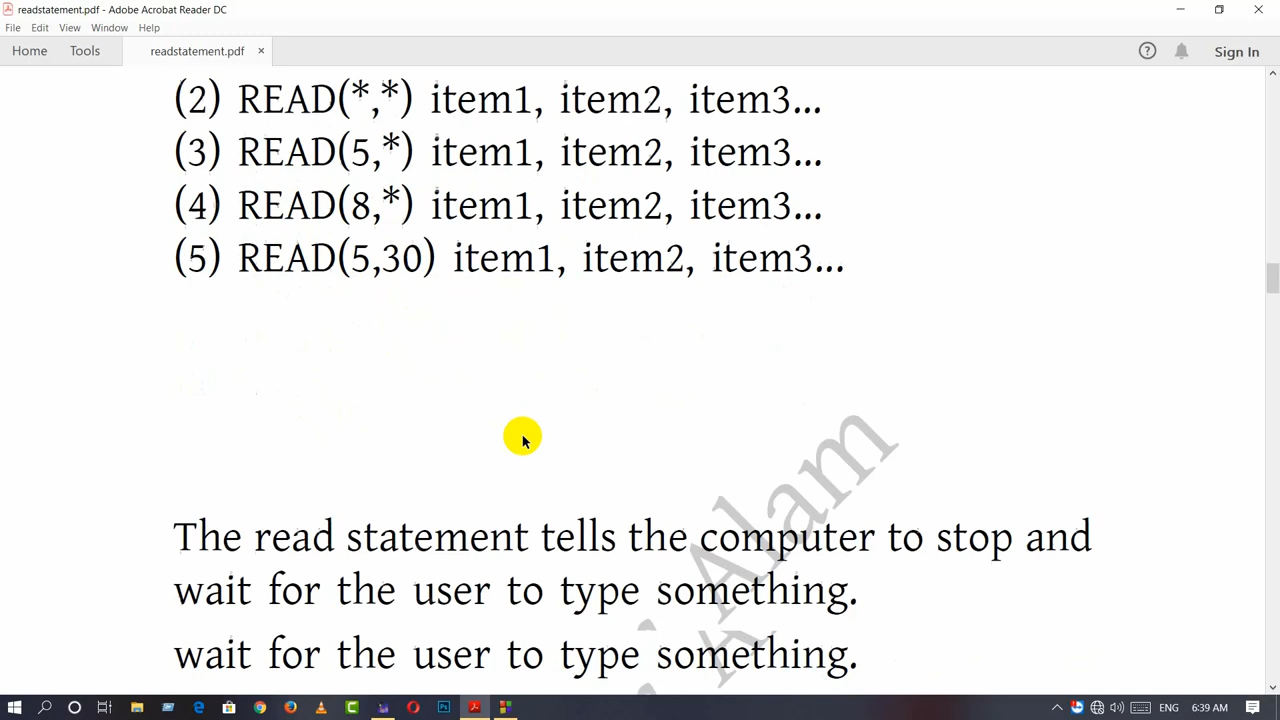 readstatement.pdf - Adobe Acrobat Reader DC
File Edit View Window Help
Home Tools readstatement.pdf × Sign In
(2) READ(*,*) item1, item2, item3...
(3) READ(5,*) item1, item2, item3...
(4) READ(8,*) item1, item2, item3...
(5) READ(5,30) item1, item2, item3...
Alam
The read statement tells the computer to stop and
wait for the user to type something.
wait for the user to type something.
ENG 6:39 AM